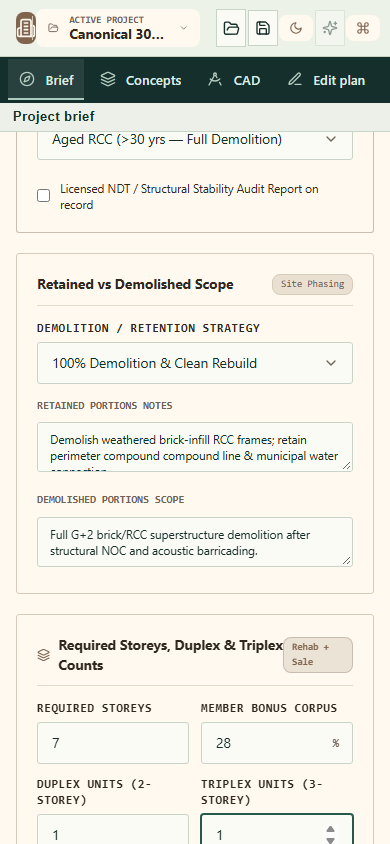 ACTIVE PROJECT
Canonical 30...
Brief
Concepts
CAD
Edit plan
Project brief
Aged RCC (>30 yrs — Full Demolition)
Licensed NDT / Structural Stability Audit Report on
record
Retained vs Demolished Scope
Site Phasing
DEMOLITION / RETENTION STRATEGY
100% Demolition & Clean Rebuild
RETAINED PORTIONS NOTES
Demolish weathered brick-infill RCC frames; retain
perimeter compound compound line & municipal water
connection
DEMOLISHED PORTIONS SCOPE
Full G+2 brick/RCC superstructure demolition after
structural NOC and acoustic barricading.
Required Storeys, Duplex & Triplex
Counts
Rehab +
Sale
REQUIRED STOREYS
MEMBER BONUS CORPUS
7
28
%
DUPLEX UNITS (2-
STOREY)
TRIPLEX UNITS (3-
STOREY)
1
1